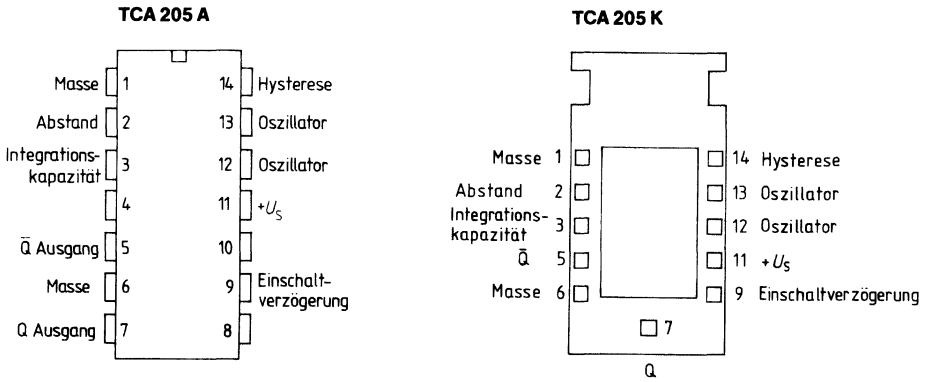 TCA 205 A
Masse 1 14 Hysterese
Abstand 2 13 Oszillator
Integrations-
kapazität 3 12 Oszillator
4 11 +U_S
Q̅ Ausgang 5 10
Masse 6 9 Einschalt-
verzögerung
Q Ausgang 7 8
TCA 205 K
Masse 1 14 Hysterese
Abstand 2 13 Oszillator
Integrations-
kapazität 3 12 Oszillator
Q̅ 5 11 +U_S
Masse 6 9 Einschaltverzögerung
7
Q